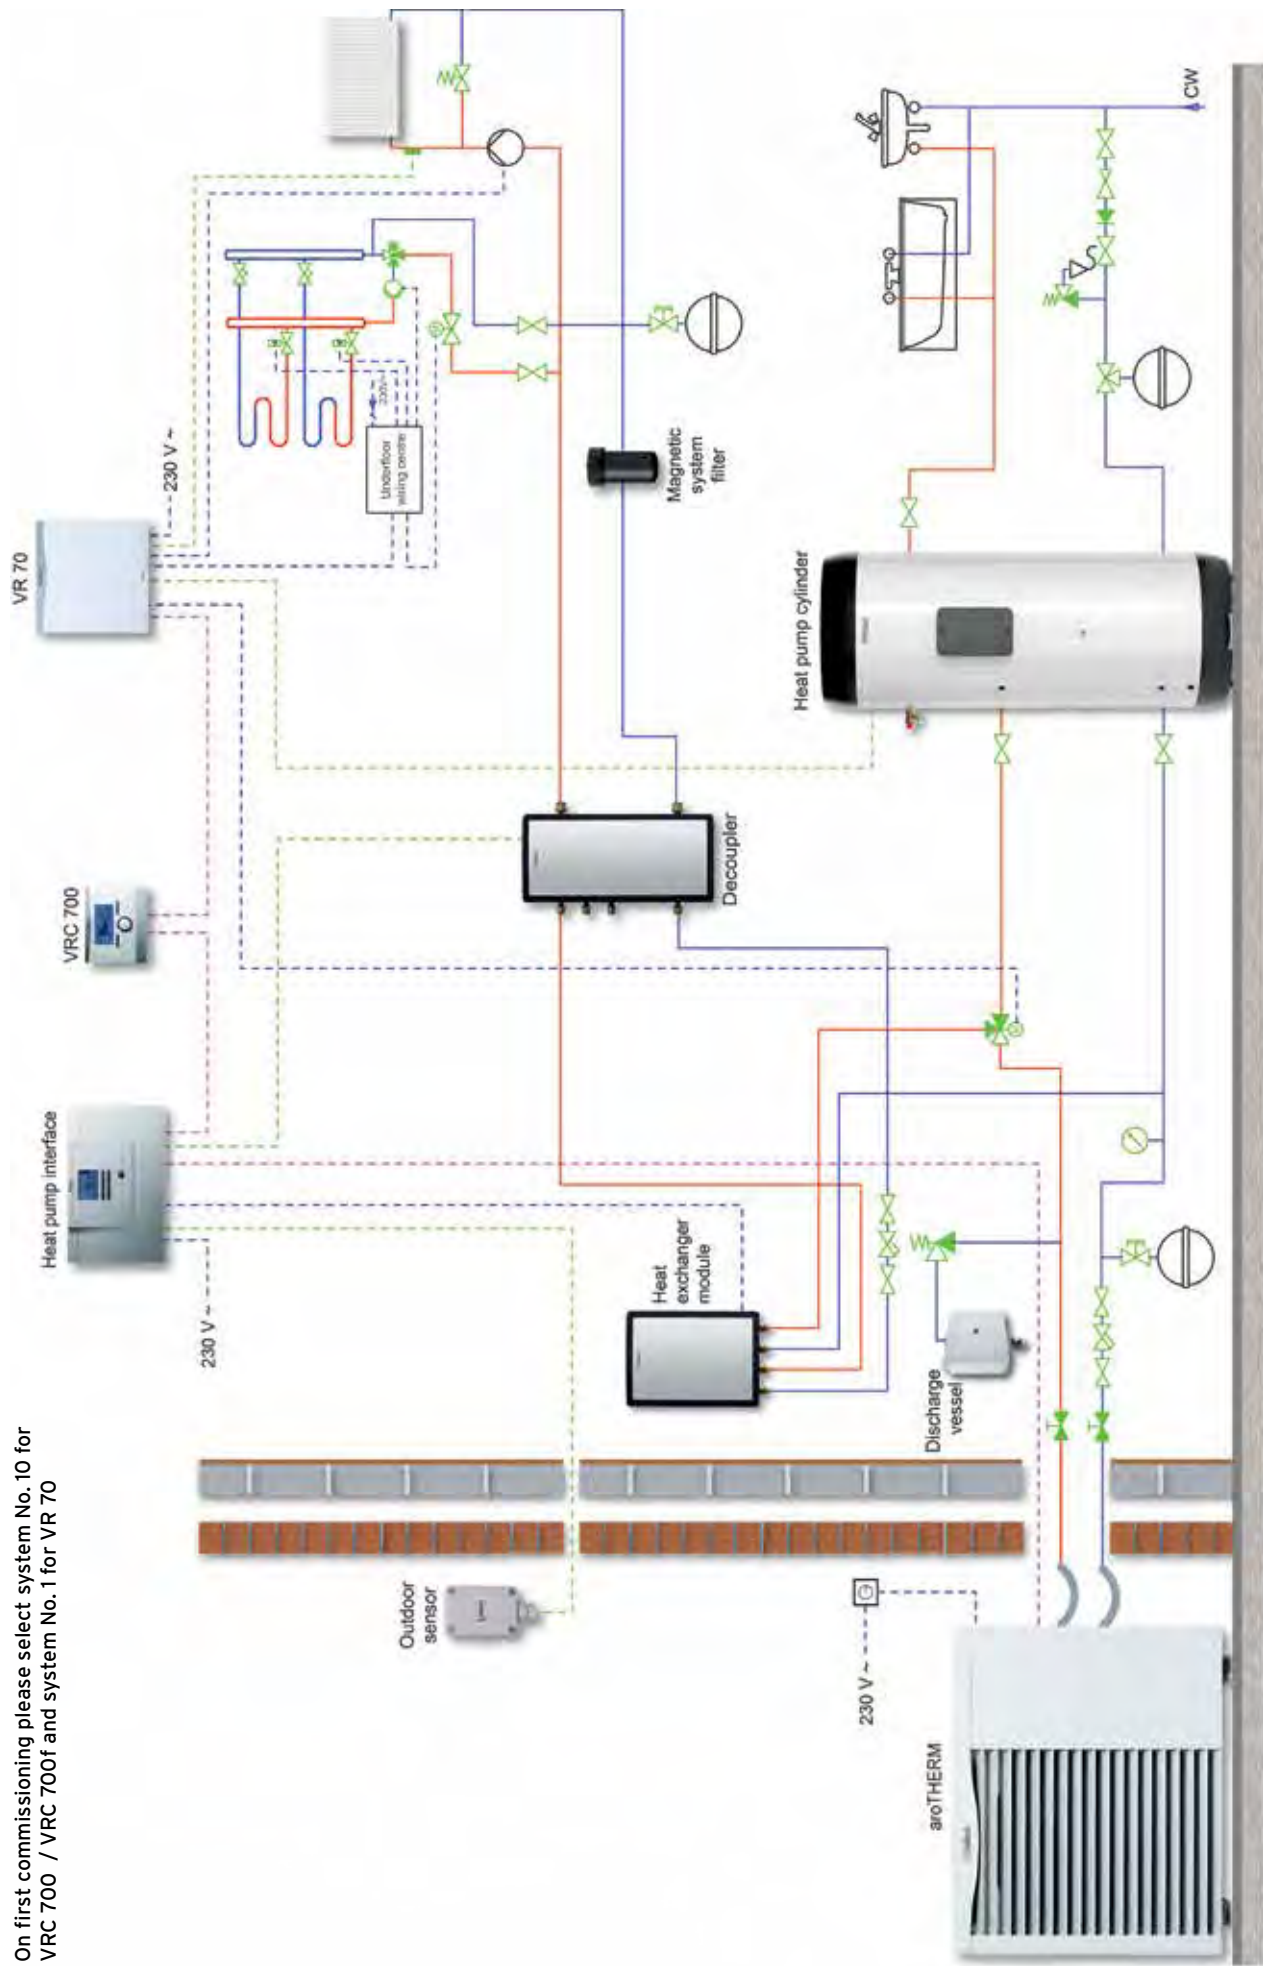 On first commissioning please select system No. 10 for
VRC 700 / VRC 700f and system No. 1 for VR 70
Heat pump interface
VRC 700
VR 70
230 V ~
230 V ~
230V~
Underfloor
wiring centre
Outdoor
sensor
Heat
exchanger
module
Decoupler
Magnetic
system
filter
230 V ~
aroTHERM
Discharge
vessel
Heat pump cylinder
CW